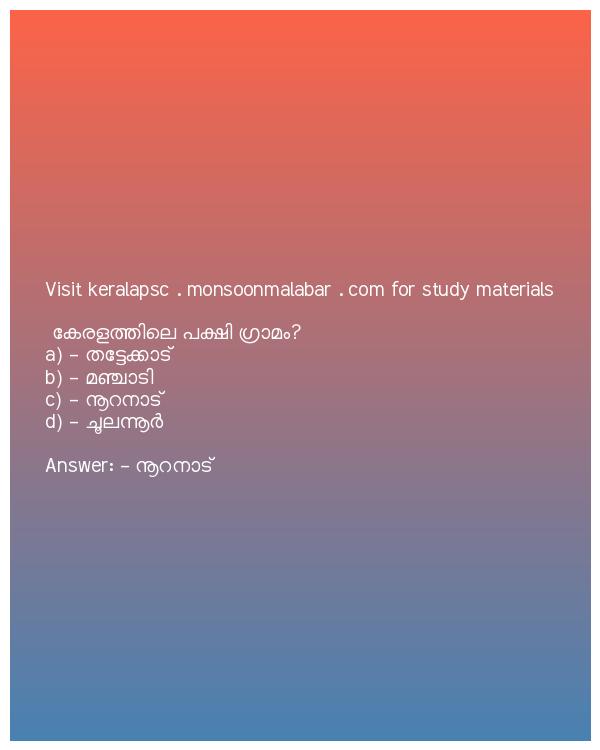 Visit keralapsc . monsoonmalabar . com for study materials
കേരളത്തിലെ പക്ഷി ഗ്രാമം?
a) - തട്ടേക്കാട്
b) - മഞ്ചാടി
c) - നൂറനാട്
d) - ചൂലന്നൂർ
Answer: - നൂറനാട്